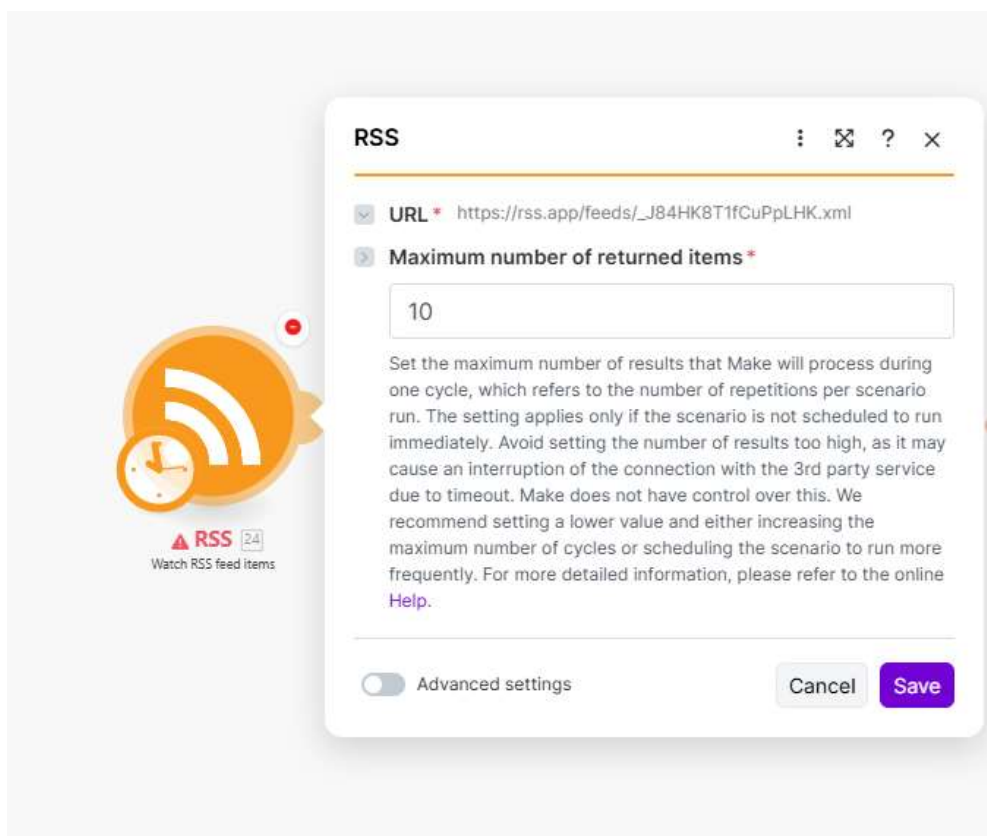 RSS
URL * https://rss.app/feeds/_J84HK8T1fCuPpLHK.xml
Maximum number of returned items *
10
Set the maximum number of results that Make will process during
one cycle, which refers to the number of repetitions per scenario
run. The setting applies only if the scenario is not scheduled to run
immediately. Avoid setting the number of results too high, as it may
cause an interruption of the connection with the 3rd party service
due to timeout. Make does not have control over this. We
recommend setting a lower value and either increasing the
maximum number of cycles or scheduling the scenario to run more
frequently. For more detailed information, please refer to the online
Help.
RSS 24
Watch RSS feed items
Advanced settings
Cancel
Save